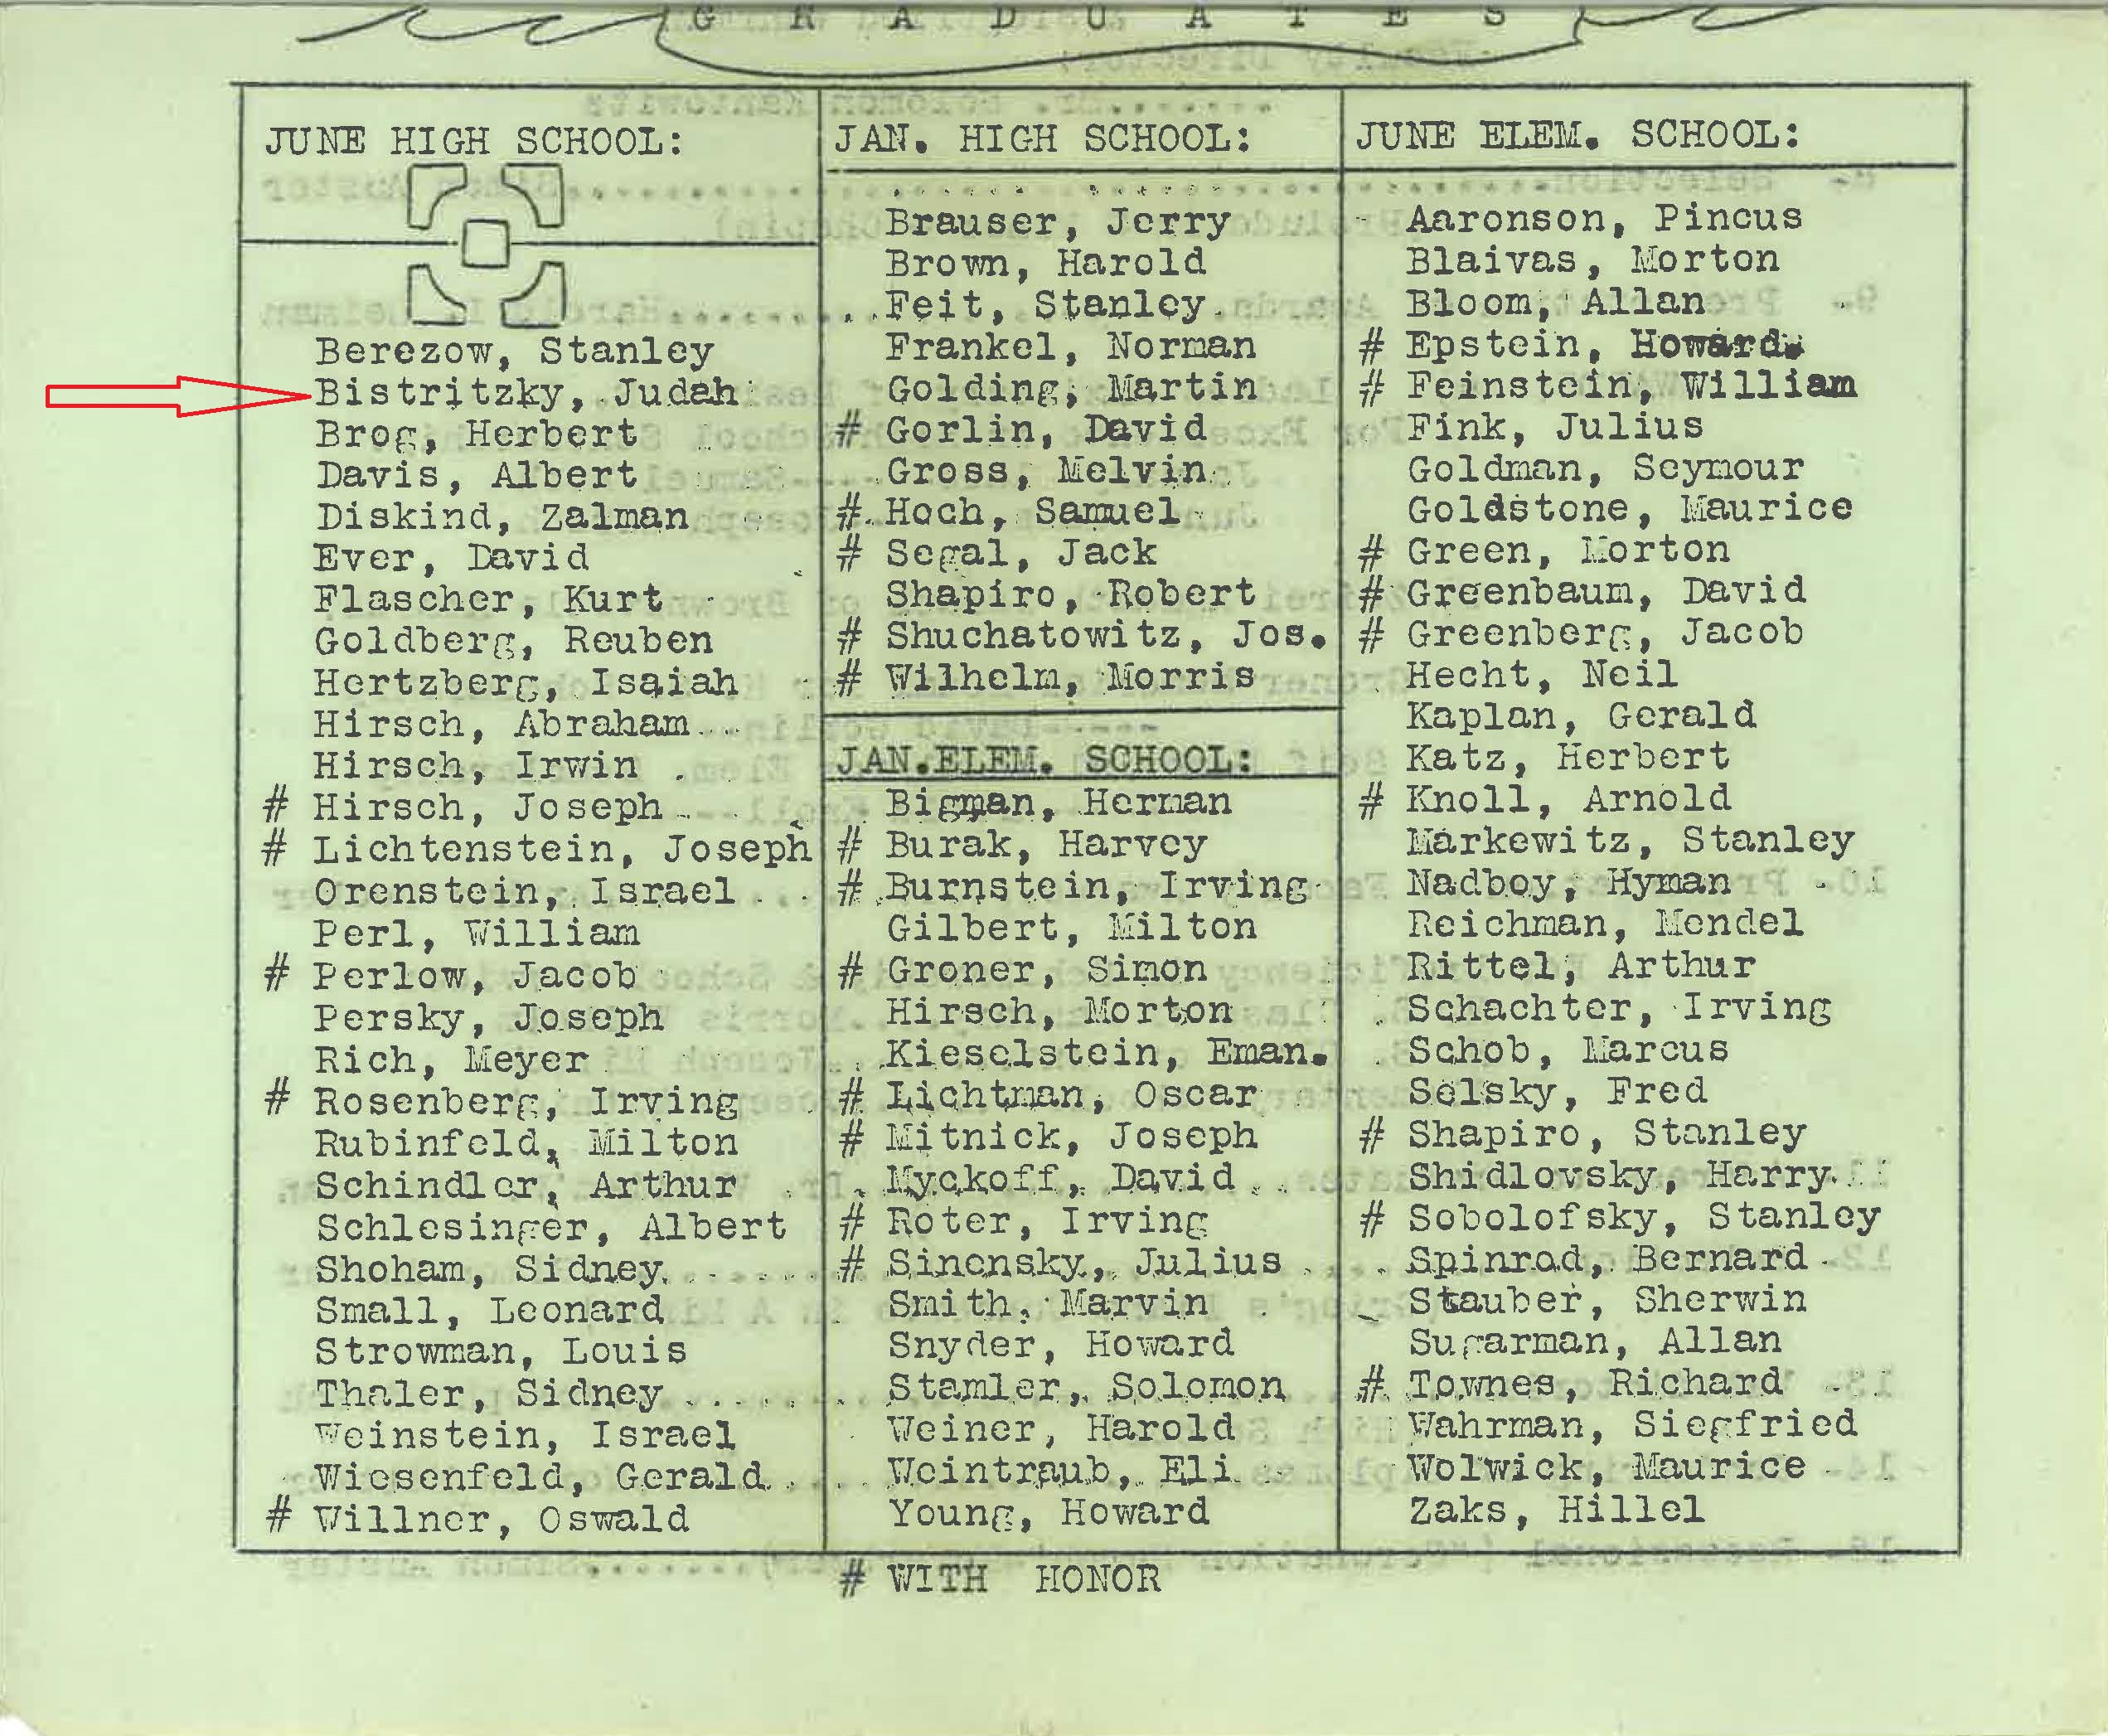 G R A D U A T E S
JUNE HIGH SCHOOL:
Berezow, Stanley
Bistritzky, Judah
Brog, Herbert
Davis, Albert
Diskind, Zalman
Ever, David
Flascher, Kurt
Goldberg, Reuben
Hertzberg, Isaiah
Hirsch, Abraham
Hirsch, Irwin
# Hirsch, Joseph
# Lichtenstein, Joseph
Orenstein, Israel
Perl, William
# Perlow, Jacob
Persky, Joseph
Rich, Meyer
# Rosenberg, Irving
Rubinfeld, Milton
Schindler, Arthur
Schlesinger, Albert
Shoham, Sidney
Small, Leonard
Strowman, Louis
Thaler, Sidney
Weinstein, Israel
Wiesenfeld, Gerald
# Willner, Oswald
JAN. HIGH SCHOOL:
Brauser, Jerry
Brown, Harold
Feit, Stanley
Frankel, Norman
Golding, Martin
# Gorlin, David
Gross, Melvin
# Hoch, Samuel
# Segal, Jack
Shapiro, Robert
# Shuchatowitz, Jos.
# Wilhelm, Morris
JAN.ELEM. SCHOOL:
Bigman, Herman
# Burak, Harvey
# Burnstein, Irving
Gilbert, Milton
# Groner, Simon
Hirsch, Morton
Kieselstein, Eman.
# Lichtman, Oscar
# Mitnick, Joseph
Myckoff, David
# Roter, Irving
# Sinensky, Julius
Smith, Marvin
Snyder, Howard
Stamler, Solomon
Weiner, Harold
Weintraub, Eli
Young, Howard
JUNE ELEM. SCHOOL:
Aaronson, Pincus
Blaivas, Morton
Bloom, Allan
# Epstein, Howard
# Feinstein, William
Fink, Julius
Goldman, Seymour
Goldstone, Maurice
# Green, Morton
# Greenbaum, David
# Greenberg, Jacob
Hecht, Neil
Kaplan, Gerald
Katz, Herbert
# Knoll, Arnold
Markewitz, Stanley
Nadboy, Hyman
Reichman, Mendel
Rittel, Arthur
Schachter, Irving
Schob, Marcus
Selsky, Fred
# Shapiro, Stanley
Shidlovsky, Harry
# Sobolofsky, Stanley
Spinrad, Bernard
Stauber, Sherwin
Sugarman, Allan
# Townes, Richard
Wahrman, Siegfried
Wolwick, Maurice
Zaks, Hillel
# WITH HONOR